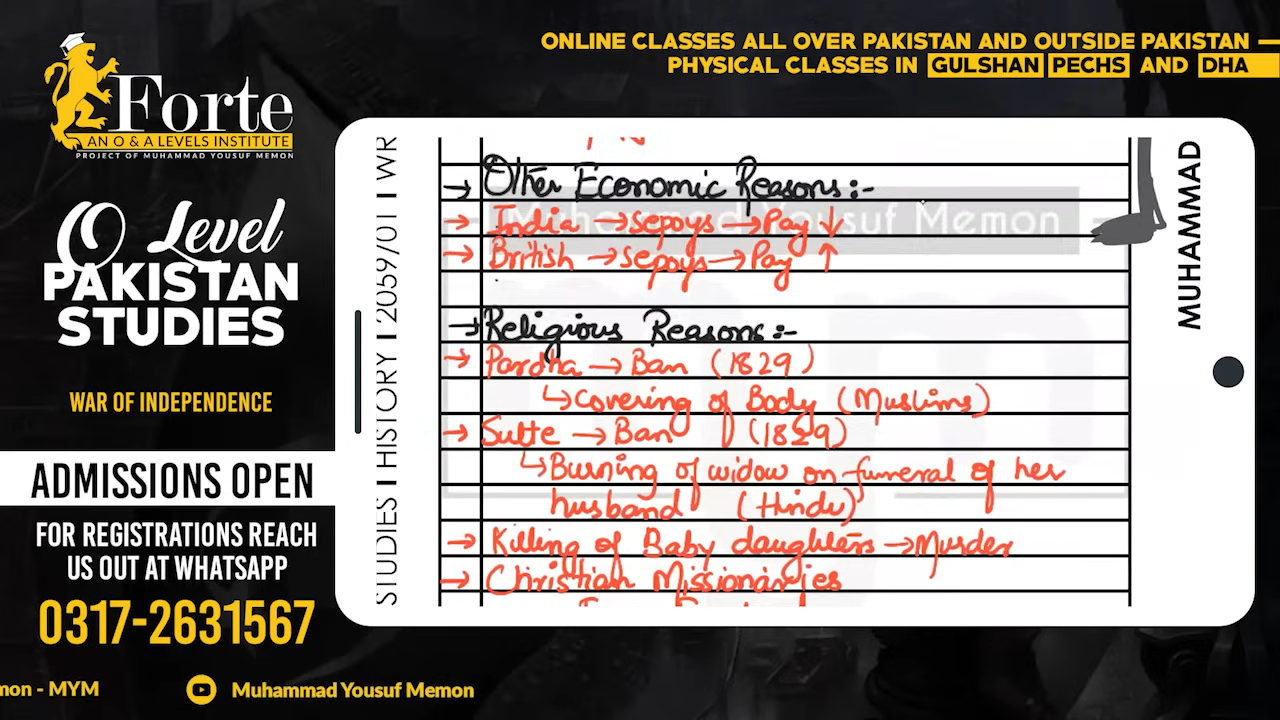 Forte
AN O & A LEVELS INSTITUTE
PROJECT OF MUHAMMAD YOUSUF MEMON
O Level
PAKISTAN
STUDIES
WAR OF INDEPENDENCE
ADMISSIONS OPEN
FOR REGISTRATIONS REACH
US OUT AT WHATSAPP
0317-2631567
mon - MYM
Muhammad Yousuf Memon
ONLINE CLASSES ALL OVER PAKISTAN AND OUTSIDE PAKISTAN
PHYSICAL CLASSES IN GULSHAN PECHS AND DHA
STUDIES I HISTORY I 2059/01 I WR
MUHAMMAD
Muhammad Yousuf Memon
→ Other Economic Reasons:-
→ India → Sepoys → Pay ↓
→ British → Sepoys → Pay ↑
→ Religious Reasons:-
→ Pardha → Ban (1829)
↳ Covering of Body (Muslims)
→ Sutte → Ban (1829)
↳ Burning of widow on funeral of her
husband (Hindu)
→ Killing of Baby daughters → Murder
→ Christian Missionaries